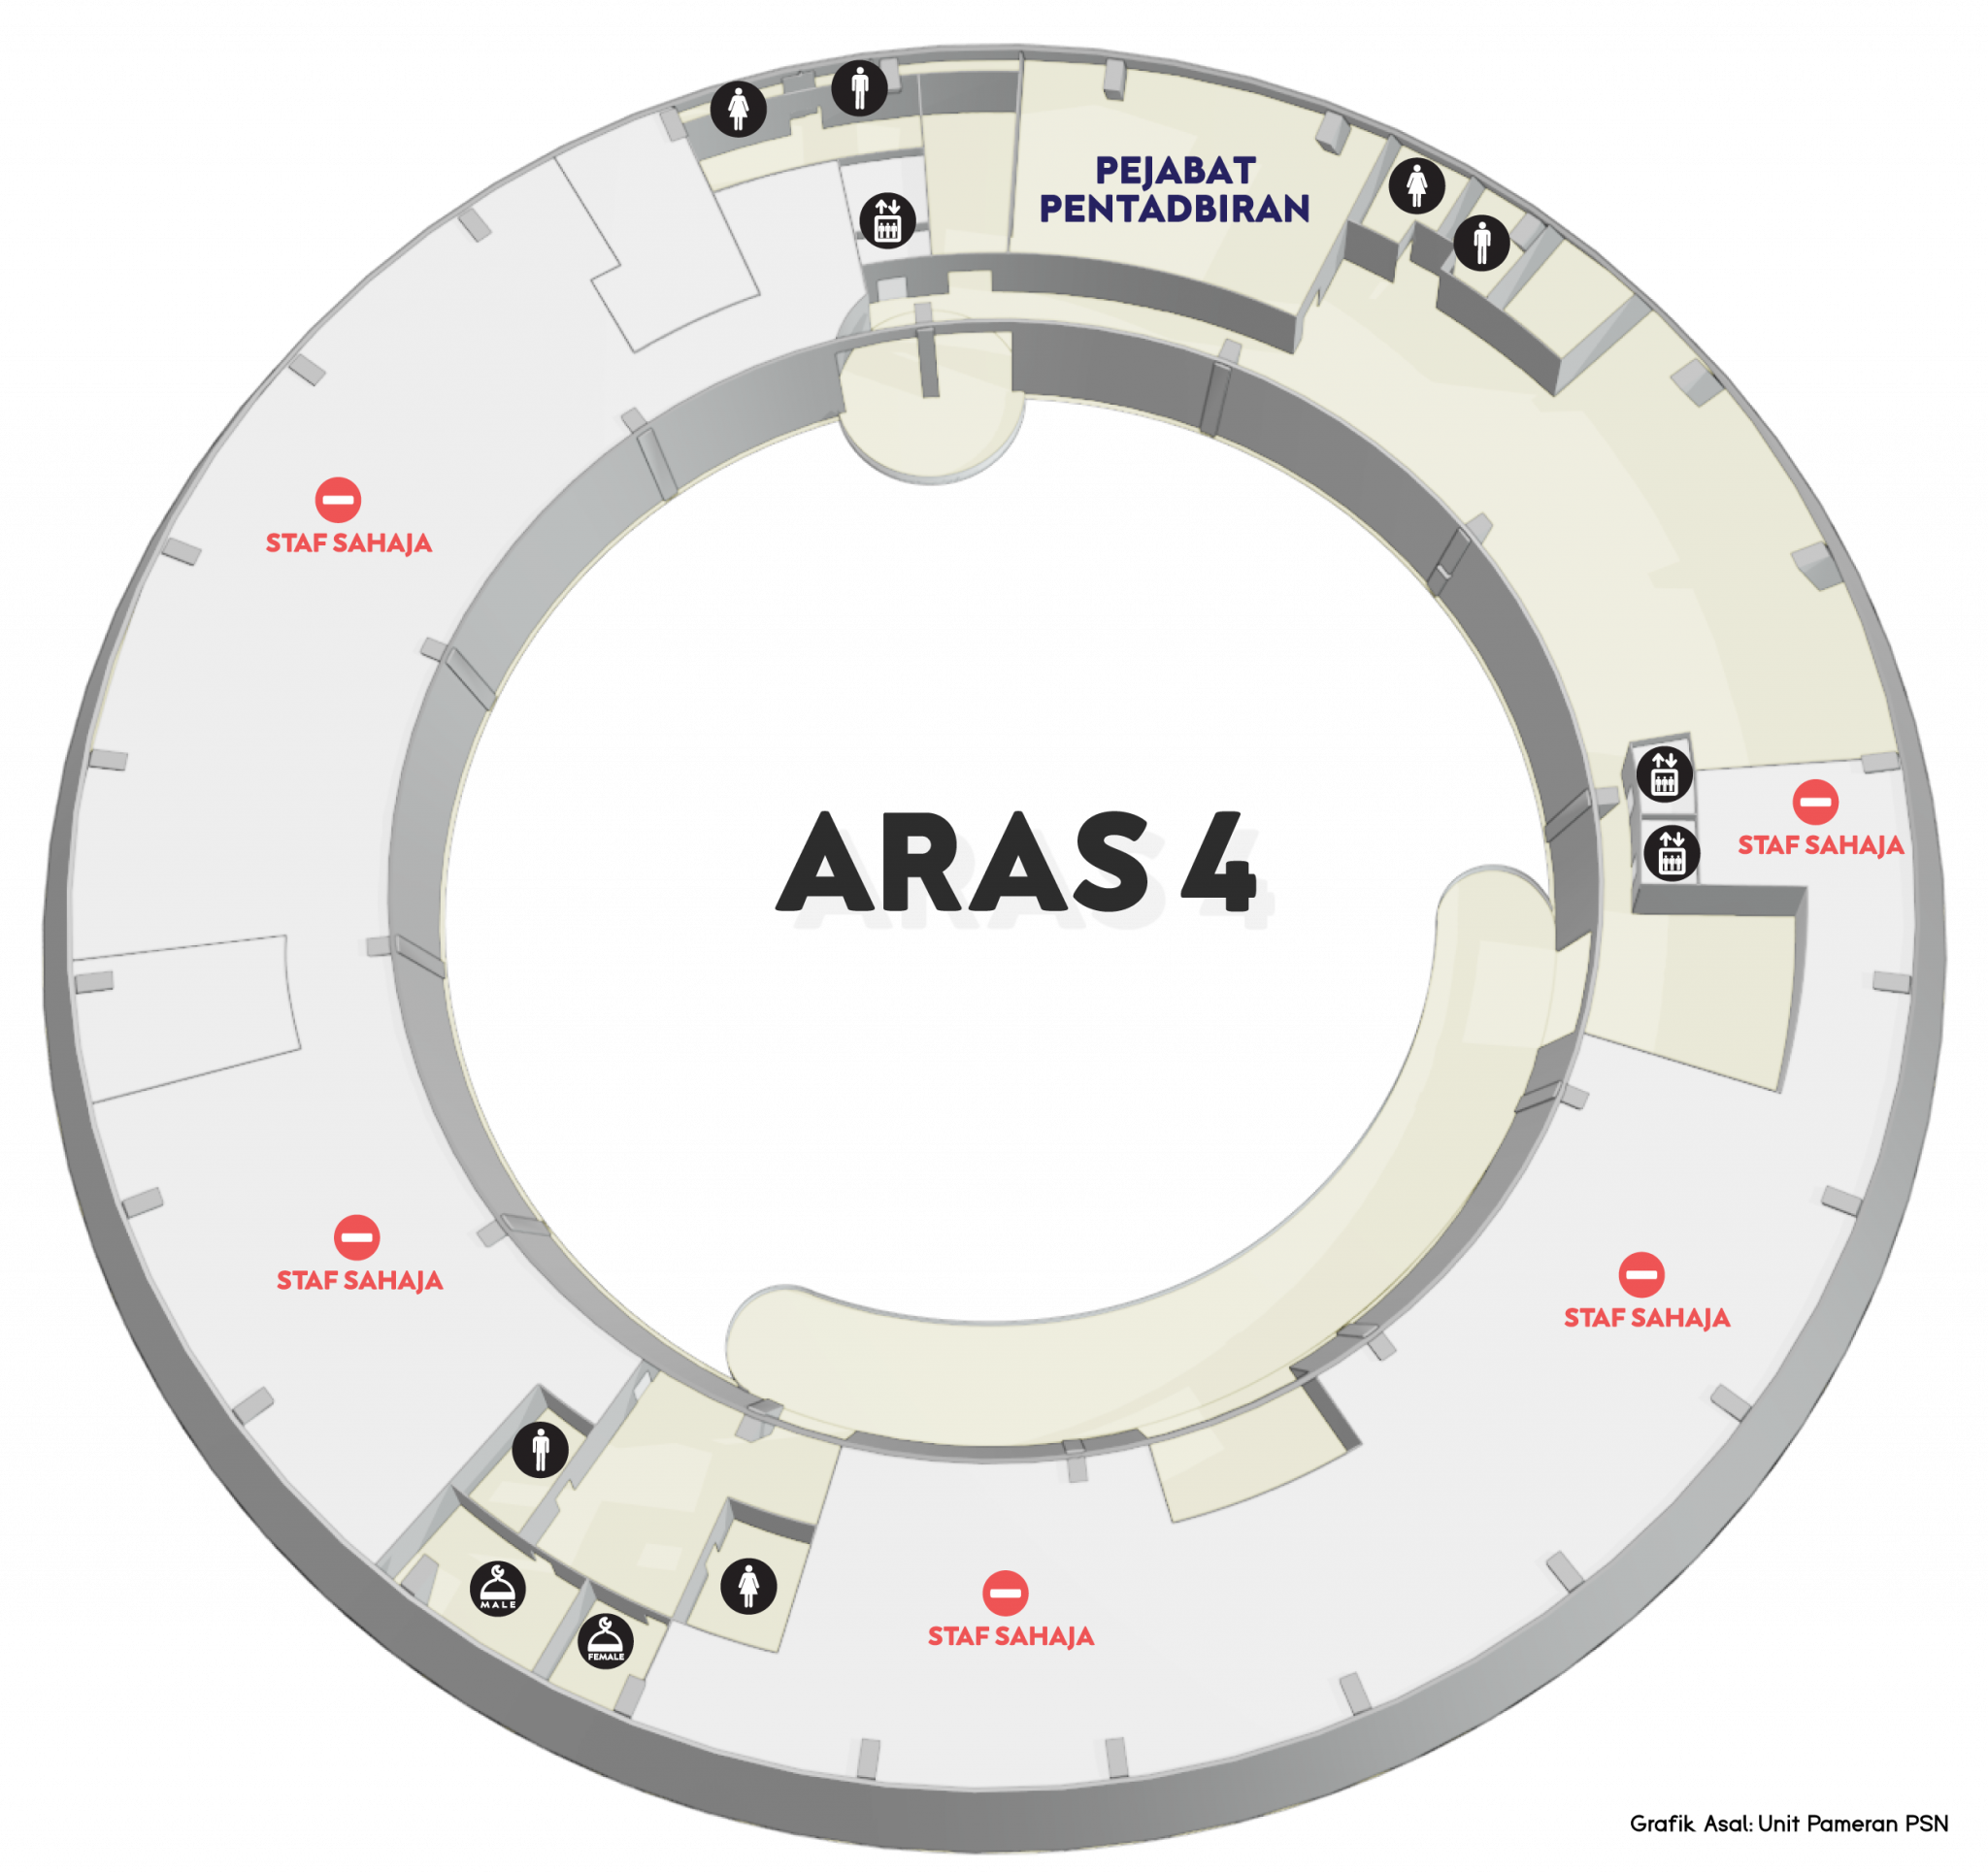 PEJABAT
PENTADBIRAN
STAF SAHAJA
ARAS 4
STAF SAHAJA
STAF SAHAJA
STAF SAHAJA
MALE
FEMALE
STAF SAHAJA
Grafik Asal: Unit Pameran PSN